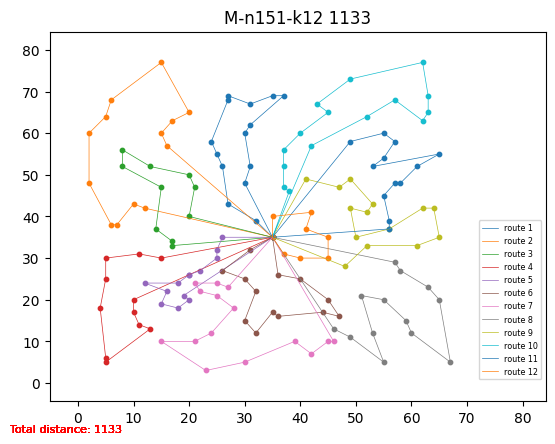 M-n151-k12 1133
80
70
60
50
40
30
20
10
0
0 10 20 30 40 50 60 70 80
route 1
route 2
route 3
route 4
route 5
route 6
route 7
route 8
route 9
route 10
route 11
route 12
Total distance: 1133